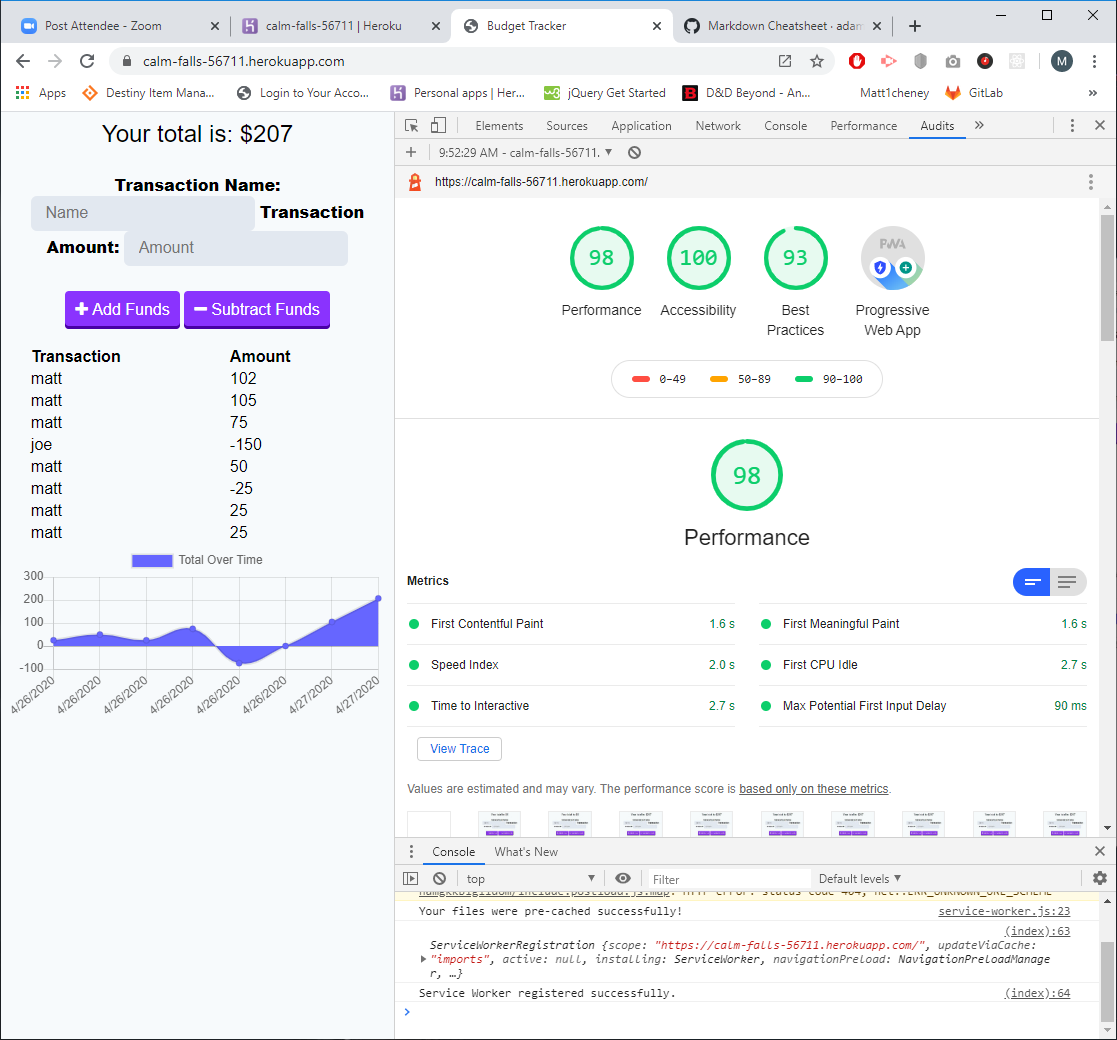 Post Attendee - Zoom
calm-falls-56711 | Heroku
Budget Tracker
Markdown Cheatsheet · adam
calm-falls-56711.herokuapp.com
M
Apps
Destiny Item Mana...
Login to Your Acco...
Personal apps | Her...
jQuery Get Started
D&D Beyond - An...
Matt1cheney
GitLab
»
Your total is: $207
Transaction Name:
Name Transaction
Amount: Amount
Add Funds Subtract Funds
Transaction Amount
matt 102
matt 105
matt 75
joe -150
matt 50
matt -25
matt 25
matt 25
Total Over Time
300
200
100
0
-100
4/26/2020 4/26/2020 4/26/2020 4/26/2020 4/26/2020 4/26/2020 4/27/2020 4/27/2020
Elements Sources Application Network Console Performance Audits »
9:52:29 AM - calm-falls-56711.
https://calm-falls-56711.herokuapp.com/
98 100 93 PWA
Performance Accessibility Best Practices Progressive Web App
0–49 50–89 90–100
98
Performance
Metrics
First Contentful Paint 1.6 s
First Meaningful Paint 1.6 s
Speed Index 2.0 s
First CPU Idle 2.7 s
Time to Interactive 2.7 s
Max Potential First Input Delay 90 ms
View Trace
Values are estimated and may vary. The performance score is based only on these metrics.
Console What's New
top Filter Default levels
Your files were pre-cached successfully! service-worker.js:23
(index):63
ServiceWorkerRegistration {scope: "https://calm-falls-56711.herokuapp.com/", updateViaCache:
"imports", active: null, installing: ServiceWorker, navigationPreload: NavigationPreloadManage
r, …}
Service Worker registered successfully. (index):64